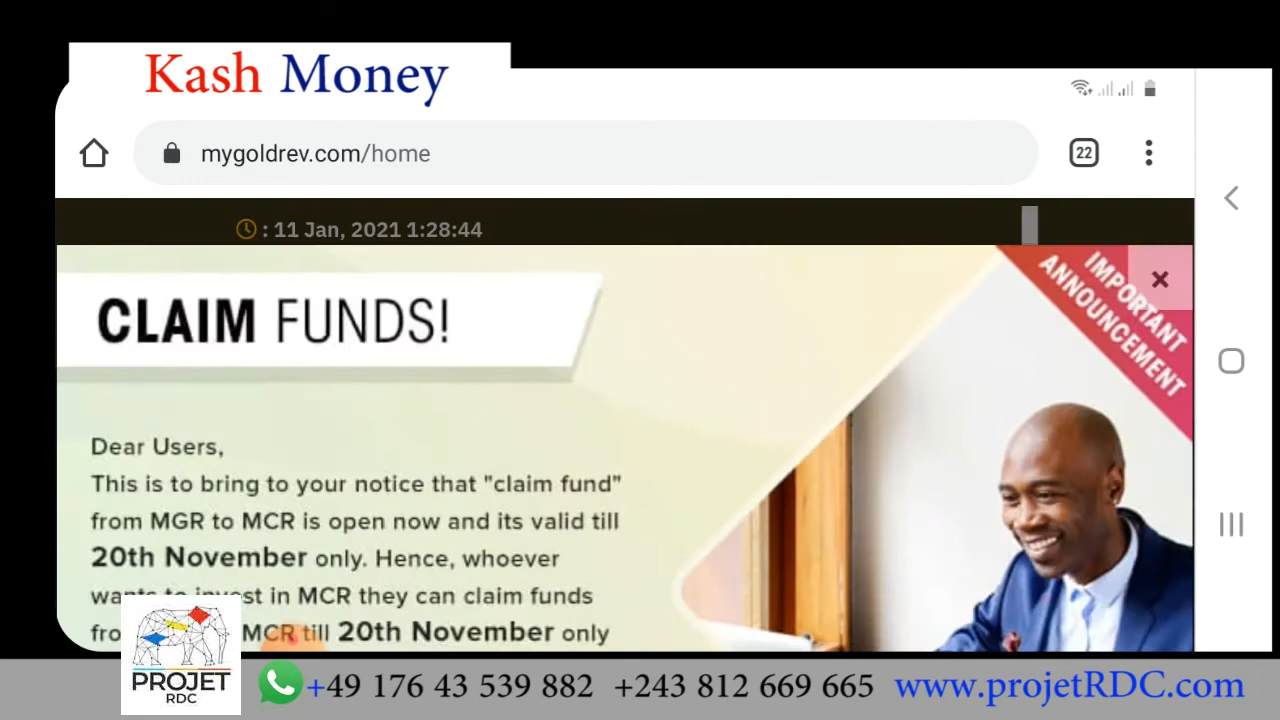 Kash Money
mygoldrev.com/home
22
: 11 Jan, 2021 1:28:44
IMPORTANT
ANNOUNCEMENT
CLAIM FUNDS!
Dear Users,
This is to bring to your notice that "claim fund"
from MGR to MCR is open now and its valid till
20th November only. Hence, whoever
wants to invest in MCR they can claim funds
MCR till 20th November only
PROJET
RDC
+49 176 43 539 882 +243 812 669 665 www.projetRDC.com